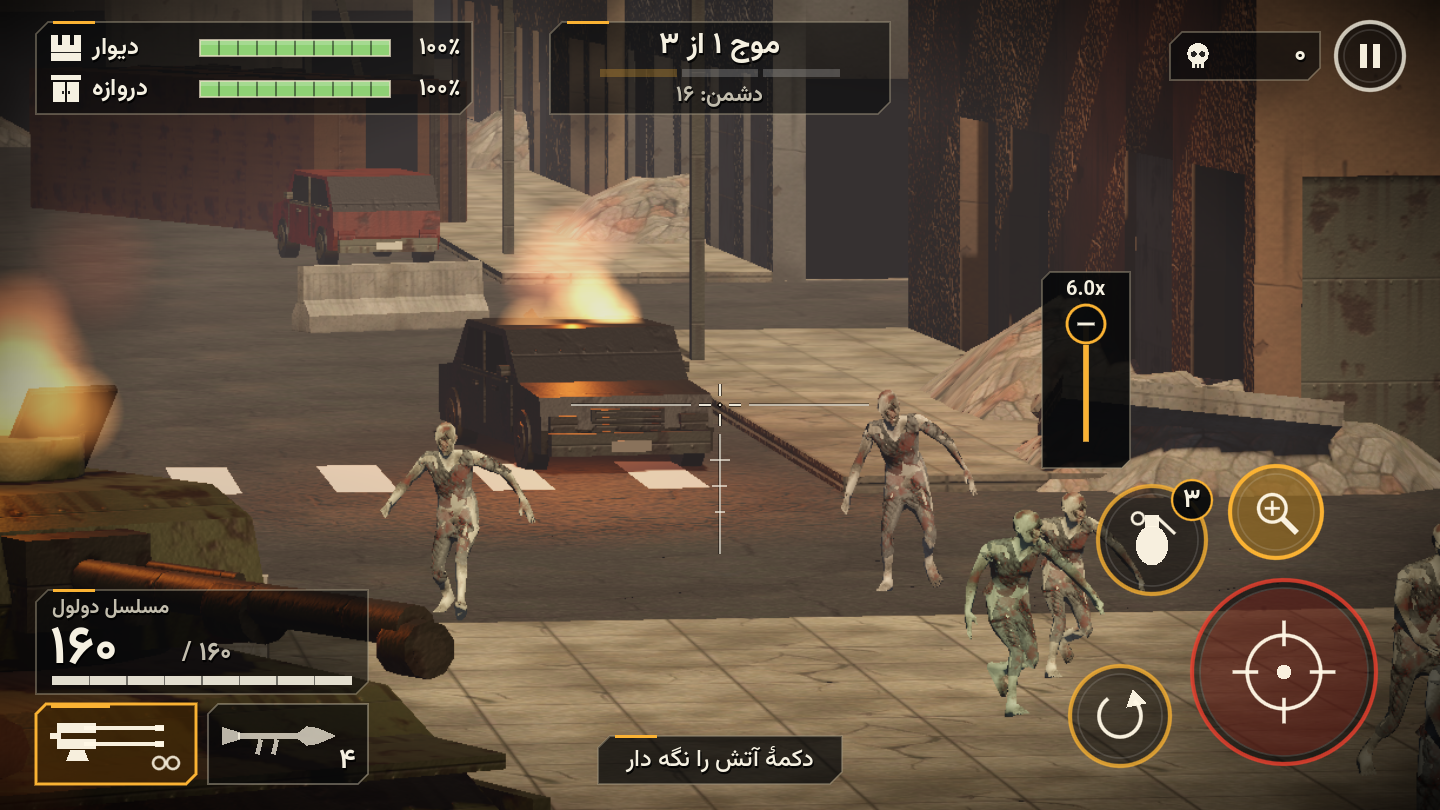 دیوار ۱۰۰٪
دروازه ۱۰۰٪
موج ۱ از ۳
دشمن: ۱۶
۰
6.0x
۳
مسلسل دولول
۱۶۰ / ۱۶۰
∞
۴
دکمهٔ آتش را نگه دار